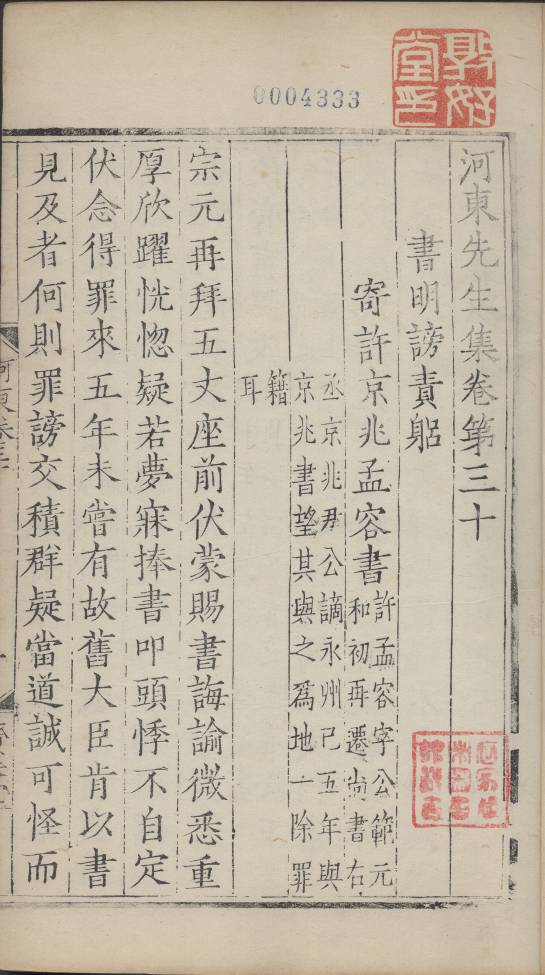 0004333
河東先生集卷第三十
書明謗責躬
寄許京兆孟容書
許孟容字公範元
和初再遷尚書右
丞京兆尹公謫永州已五年與
京兆書望其與之爲地一除罪
籍
耳
宗元再拜五丈座前伏蒙賜書誨諭微悉重
厚欣躍恍惚疑若夢寐捧書叩頭悸不自定
伏念得罪來五年未嘗有故舊大臣肯以書
見及者何則罪謗交積群疑當道誠可怪而
河東卷三十